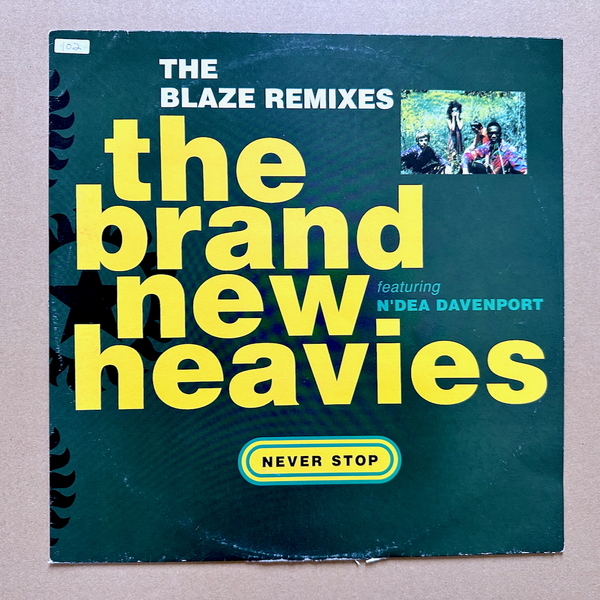 102
THE
BLAZE REMIXES
the
brand
new
featuring
N'DEA DAVENPORT
heavies
NEVER STOP